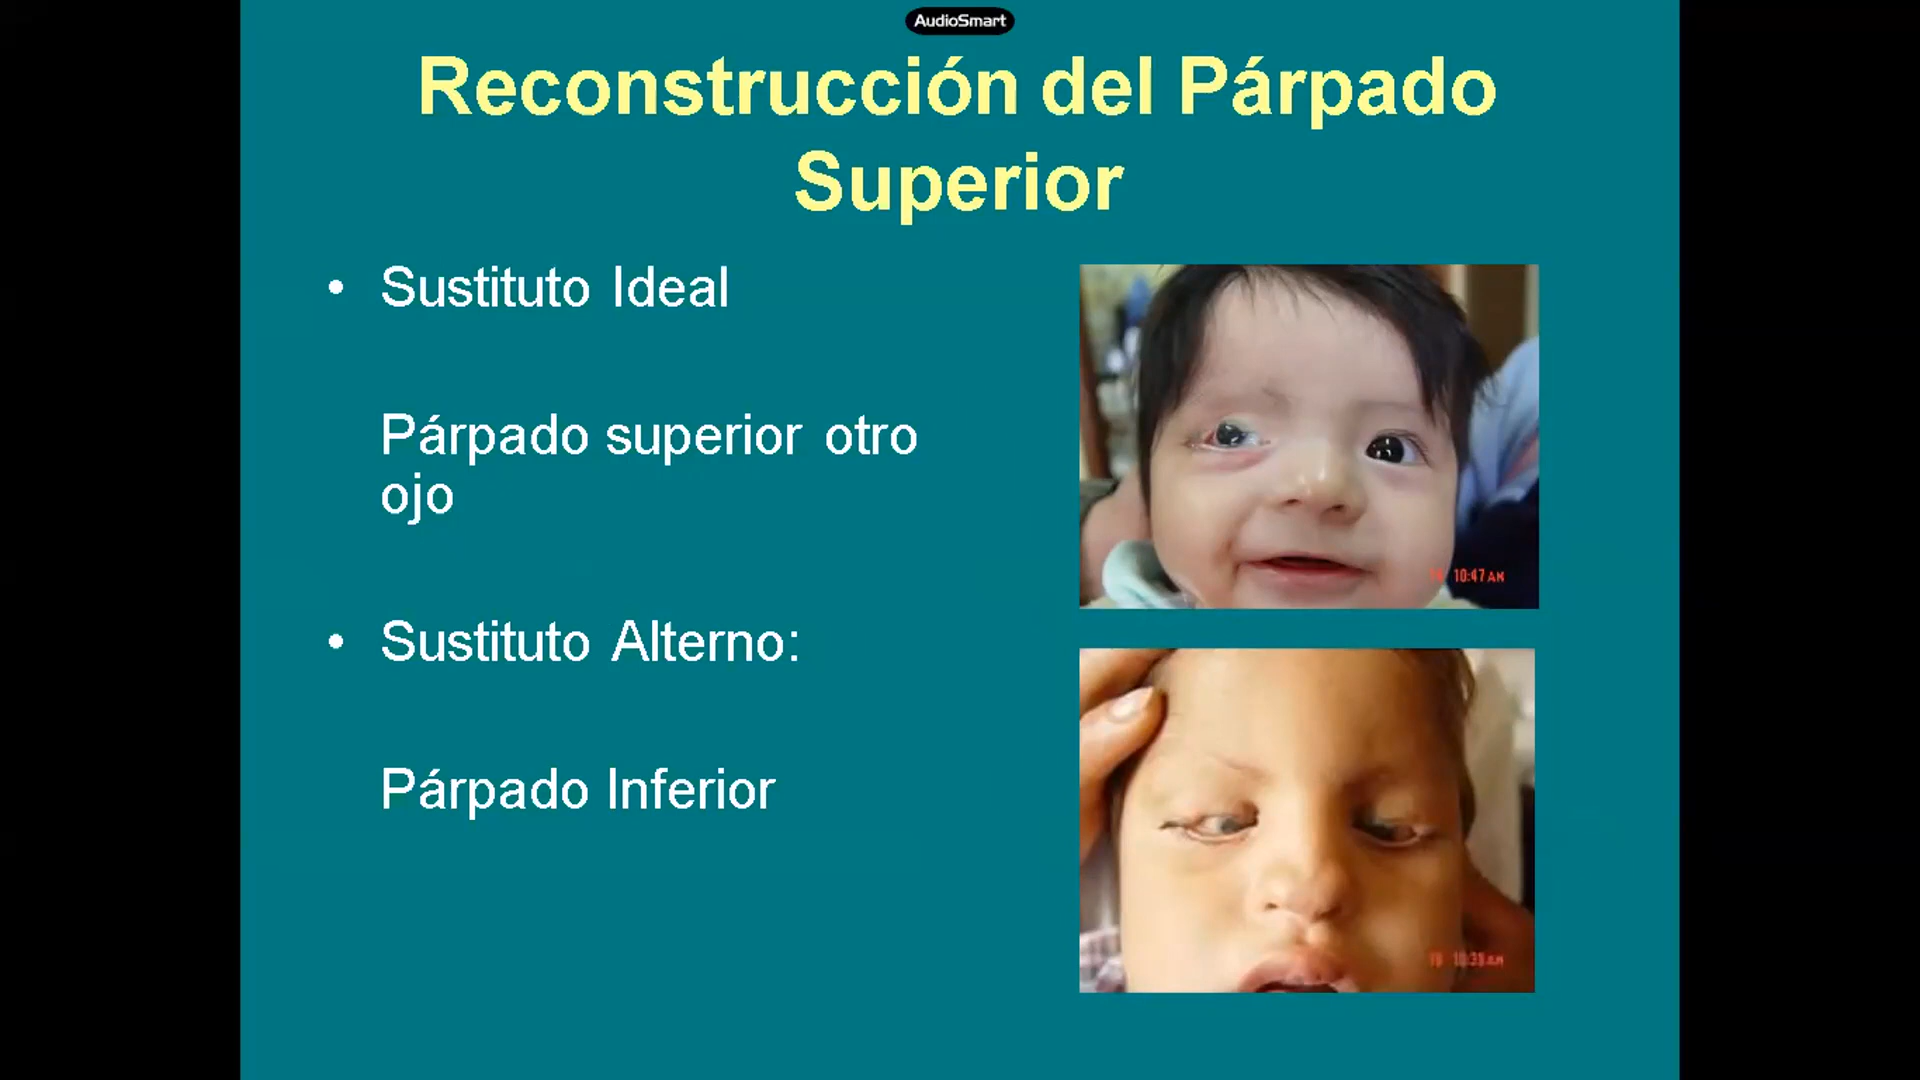 AudioSmart
Reconstrucción del Párpado
Superior
• Sustituto Ideal
Párpado superior otro
ojo
• Sustituto Alterno:
Párpado Inferior
10:47 AM